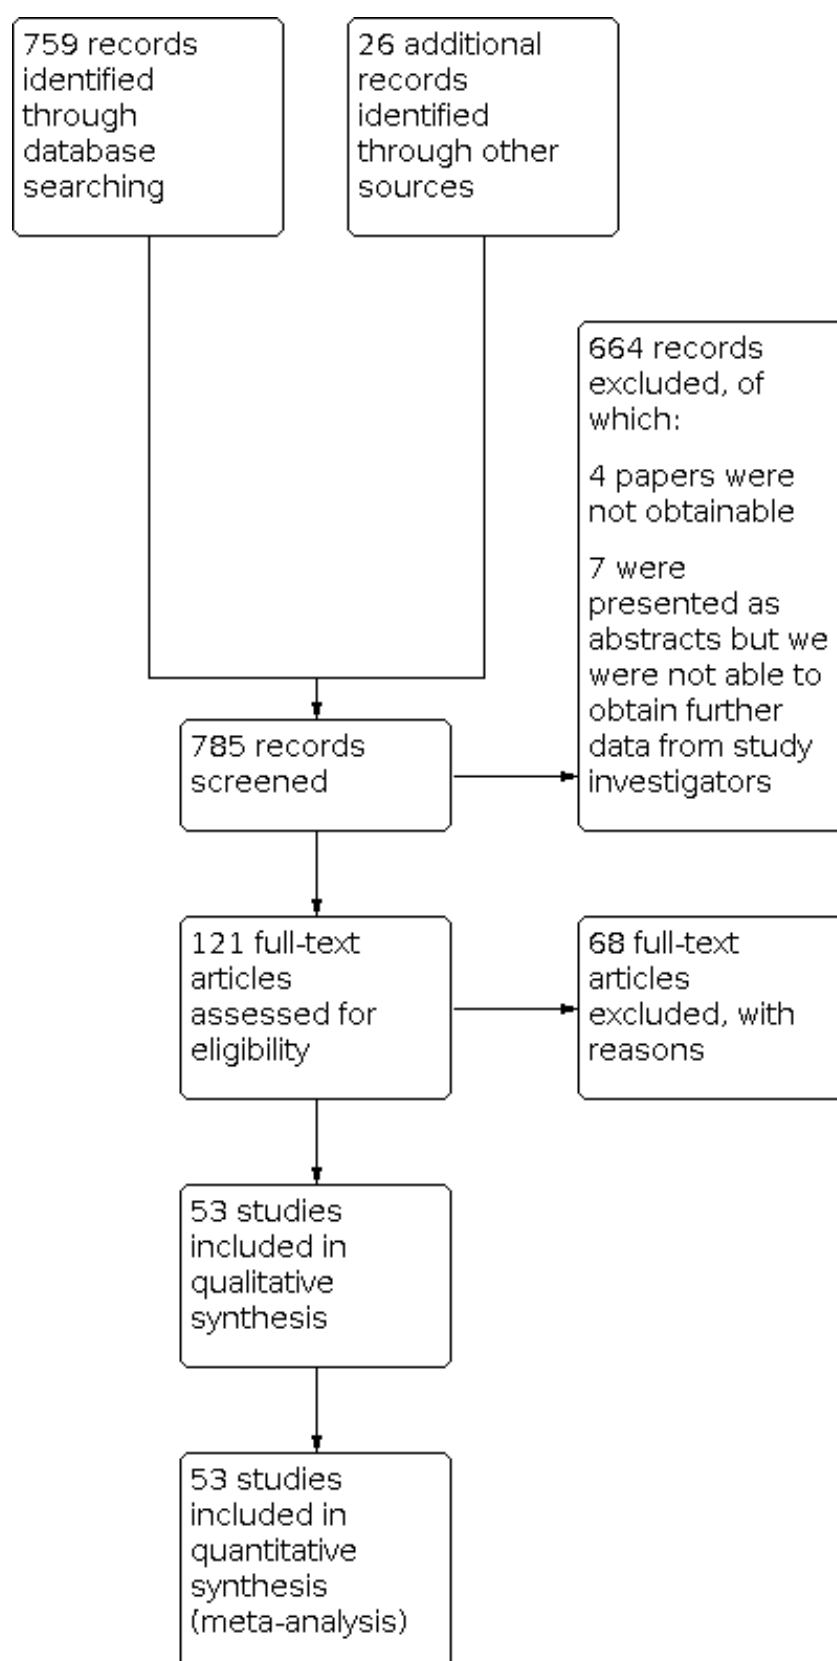 759 records
identified
through
database
searching
26 additional
records
identified
through other
sources
664 records
excluded, of
which:
4 papers were
not obtainable
7 were
presented as
abstracts but we
were not able to
obtain further
data from study
investigators
785 records
screened
121 full-text
articles
assessed for
eligibility
68 full-text
articles
excluded, with
reasons
53 studies
included in
qualitative
synthesis
53 studies
included in
quantitative
synthesis
(meta-analysis)